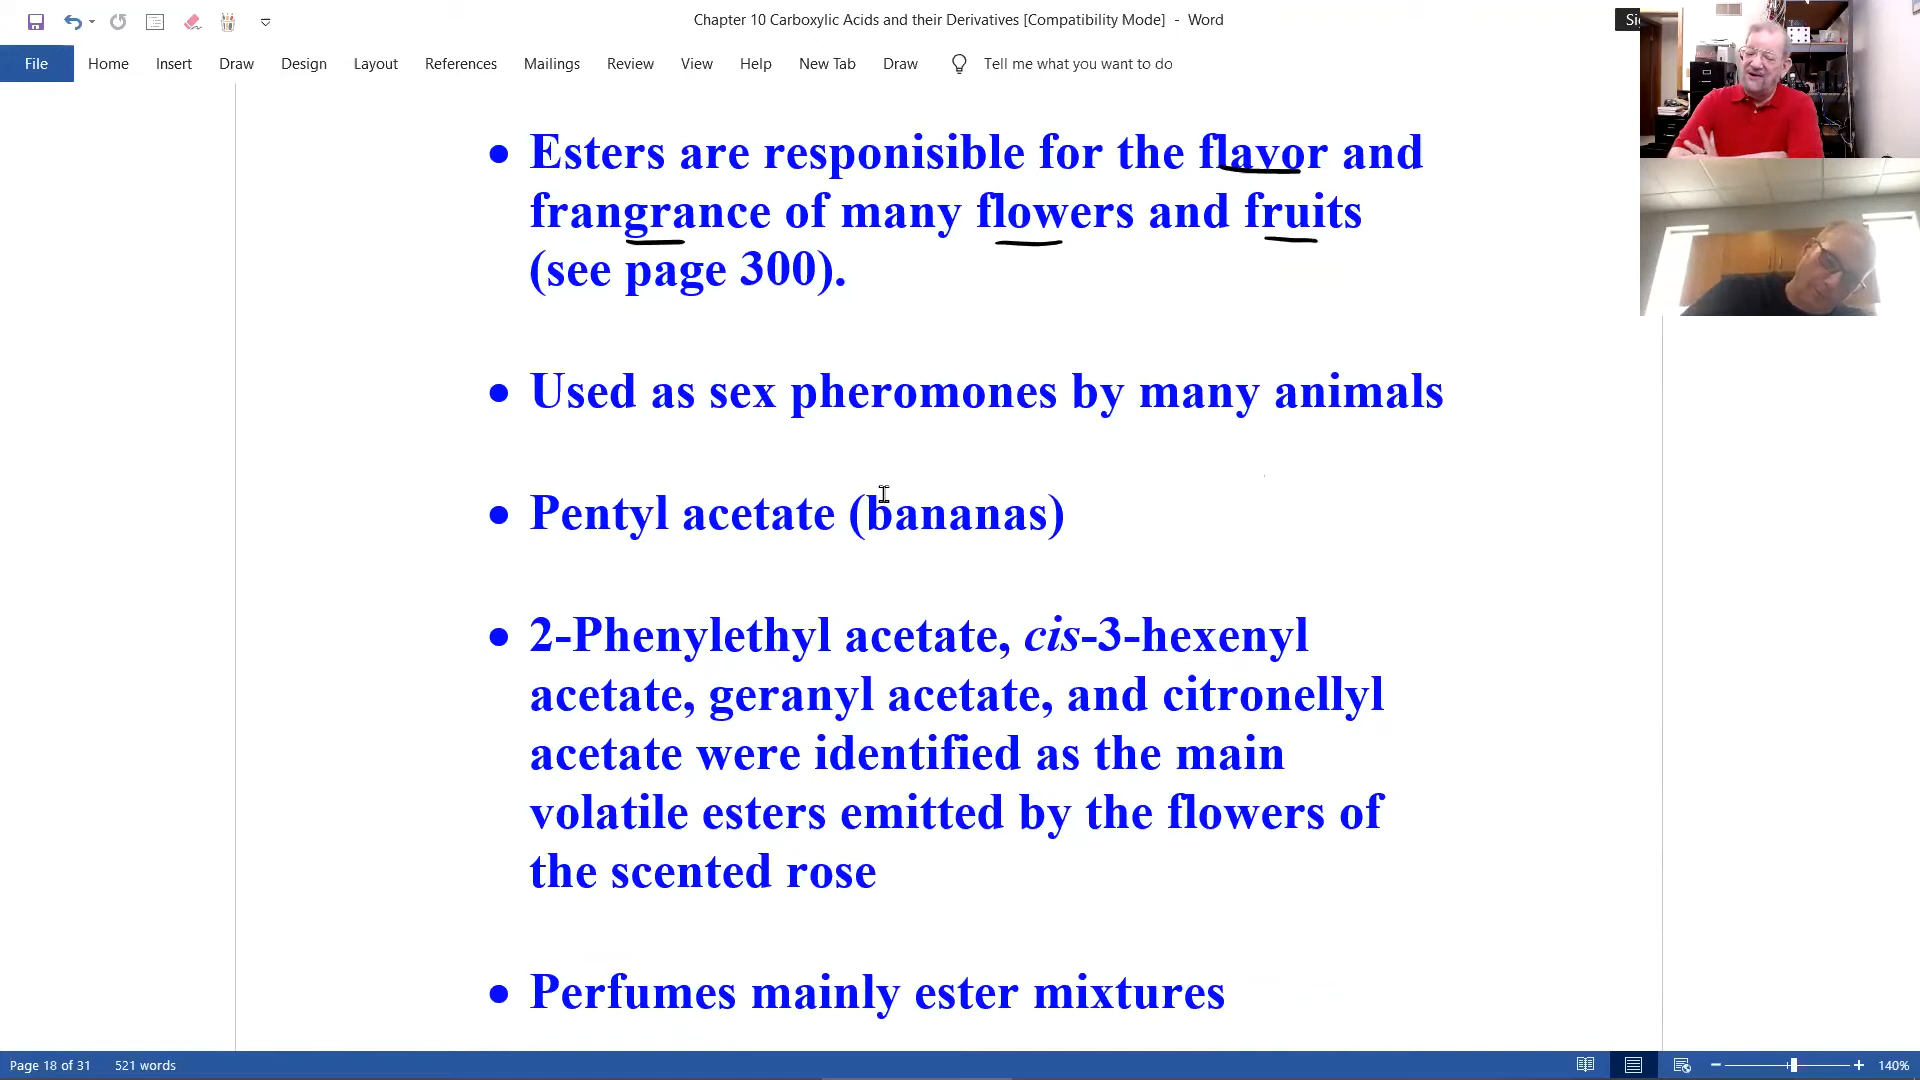 Chapter 10 Carboxylic Acids and their Derivatives [Compatibility Mode] - Word
File Home Insert Draw Design Layout References Mailings Review View Help New Tab Draw Tell me what you want to do
• Esters are responisible for the flavor and
frangrance of many flowers and fruits
(see page 300).
• Used as sex pheromones by many animals
• Pentyl acetate (bananas)
• 2-Phenylethyl acetate, cis-3-hexenyl
acetate, geranyl acetate, and citronellyl
acetate were identified as the main
volatile esters emitted by the flowers of
the scented rose
• Perfumes mainly ester mixtures
Page 18 of 31 521 words 140%